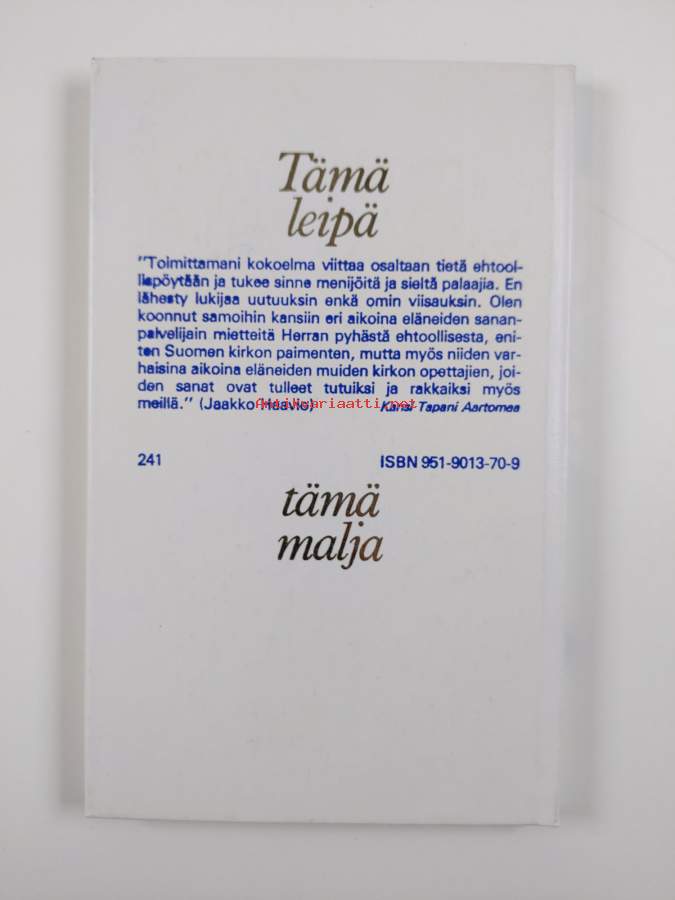 Tämä
leipä
"Toimittamani kokoelma viittaa osaltaan tietä ehtool-
lispöytään ja tukee sinne menijöitä ja sieltä palaajia. En
lähesty lukijaa uutuuksin enkä omin viisauksin. Olen
koonnut samoihin kansiin eri aikoina eläneiden sanan-
palvelijain mietteitä Herran pyhästä ehtoollisesta, eni-
ten Suomen kirkon paimenten, mutta myös niiden var-
haisina aikoina eläneiden muiden kirkon opettajien, joi-
den sanat ovat tulleet tutuiksi ja rakkaiksi myös
meillä." (Jaakko Haavio) Kansi Tapani Aartomaa
Antikvariaatti.net
241 ISBN 951-9013-70-9
tämä
malja